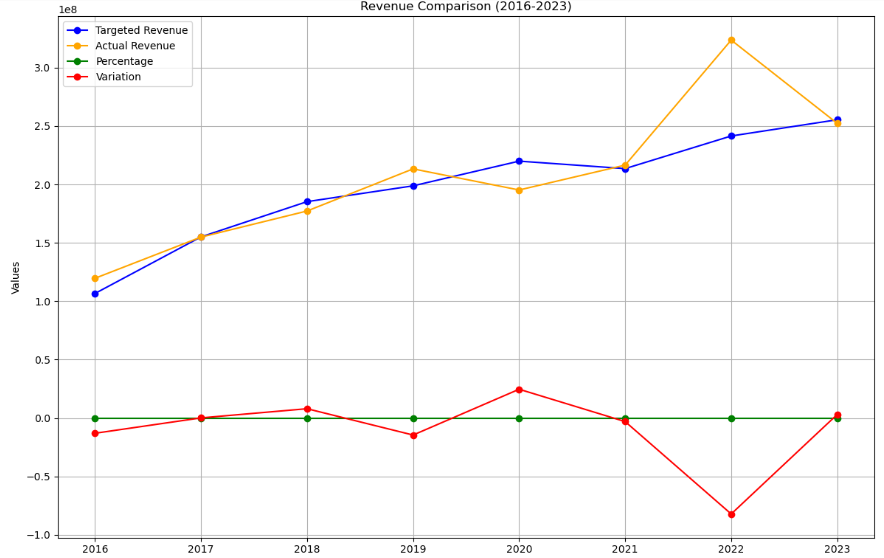 Revenue Comparison (2016-2023)
1e8
Targeted Revenue
Actual Revenue
Percentage
Variation
3.0
2.5
2.0
1.5
1.0
0.5
0.0
−0.5
−1.0
Values
2016 2017 2018 2019 2020 2021 2022 2023